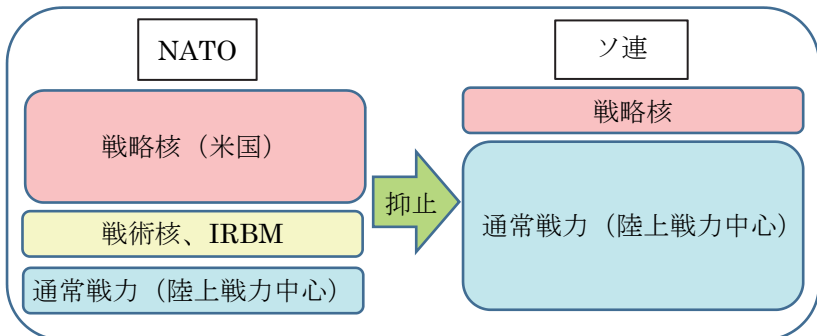 NATO
戦略核（米国）
戦術核、IRBM
通常戦力（陸上戦力中心）
抑止
ソ連
戦略核
通常戦力（陸上戦力中心）